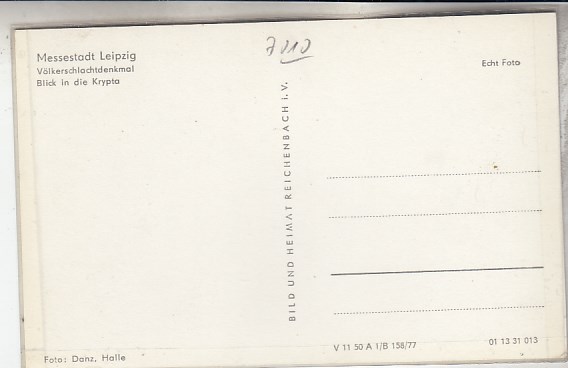 Messestadt Leipzig
Völkerschlachtdenkmal
Blick in die Krypta
7010
Echt Foto
BILD UND HEIMAT REICHENBACH i. V.
V 11 50 A 1/B 158/77
01 13 31 013
Foto: Danz, Halle